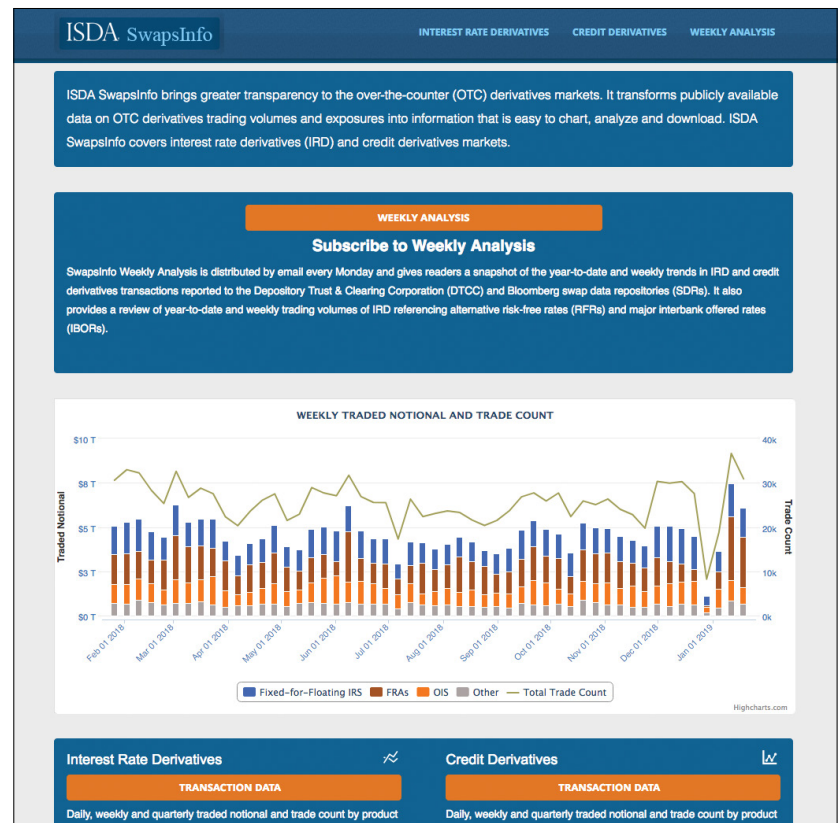 ISDA SwapsInfo
INTEREST RATE DERIVATIVES CREDIT DERIVATIVES WEEKLY ANALYSIS
ISDA SwapsInfo brings greater transparency to the over-the-counter (OTC) derivatives markets. It transforms publicly available
data on OTC derivatives trading volumes and exposures into information that is easy to chart, analyze and download. ISDA
SwapsInfo covers interest rate derivatives (IRD) and credit derivatives markets.
WEEKLY ANALYSIS
Subscribe to Weekly Analysis
SwapsInfo Weekly Analysis is distributed by email every Monday and gives readers a snapshot of the year-to-date and weekly trends in IRD and credit
derivatives transactions reported to the Depository Trust & Clearing Corporation (DTCC) and Bloomberg swap data repositories (SDRs). It also
provides a review of year-to-date and weekly trading volumes of IRD referencing alternative risk-free rates (RFRs) and major interbank offered rates
(IBORs).
WEEKLY TRADED NOTIONAL AND TRADE COUNT
$10 T
$8 T
$5 T
$3 T
$0 T
Traded Notional
40k
30k
20k
10k
0k
Trade Count
Feb 01 2018
Mar 01 2018
Apr 01 2018
May 01 2018
Jun 01 2018
Jul 01 2018
Aug 01 2018
Sep 01 2018
Oct 01 2018
Nov 01 2018
Dec 01 2018
Jan 01 2019
Fixed-for-Floating IRS FRAs OIS Other Total Trade Count
Highcharts.com
Interest Rate Derivatives
TRANSACTION DATA
Daily, weekly and quarterly traded notional and trade count by product
Credit Derivatives
TRANSACTION DATA
Daily, weekly and quarterly traded notional and trade count by product